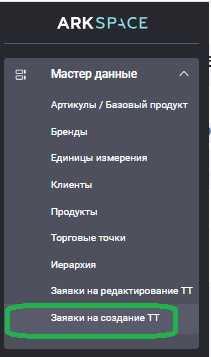 ARKSPACE
Мастер данные
Артикулы / Базовый продукт
Бренды
Единицы измерения
Клиенты
Продукты
Торговые точки
Иерархия
Заявки на редактирование ТТ
Заявки на создание ТТ